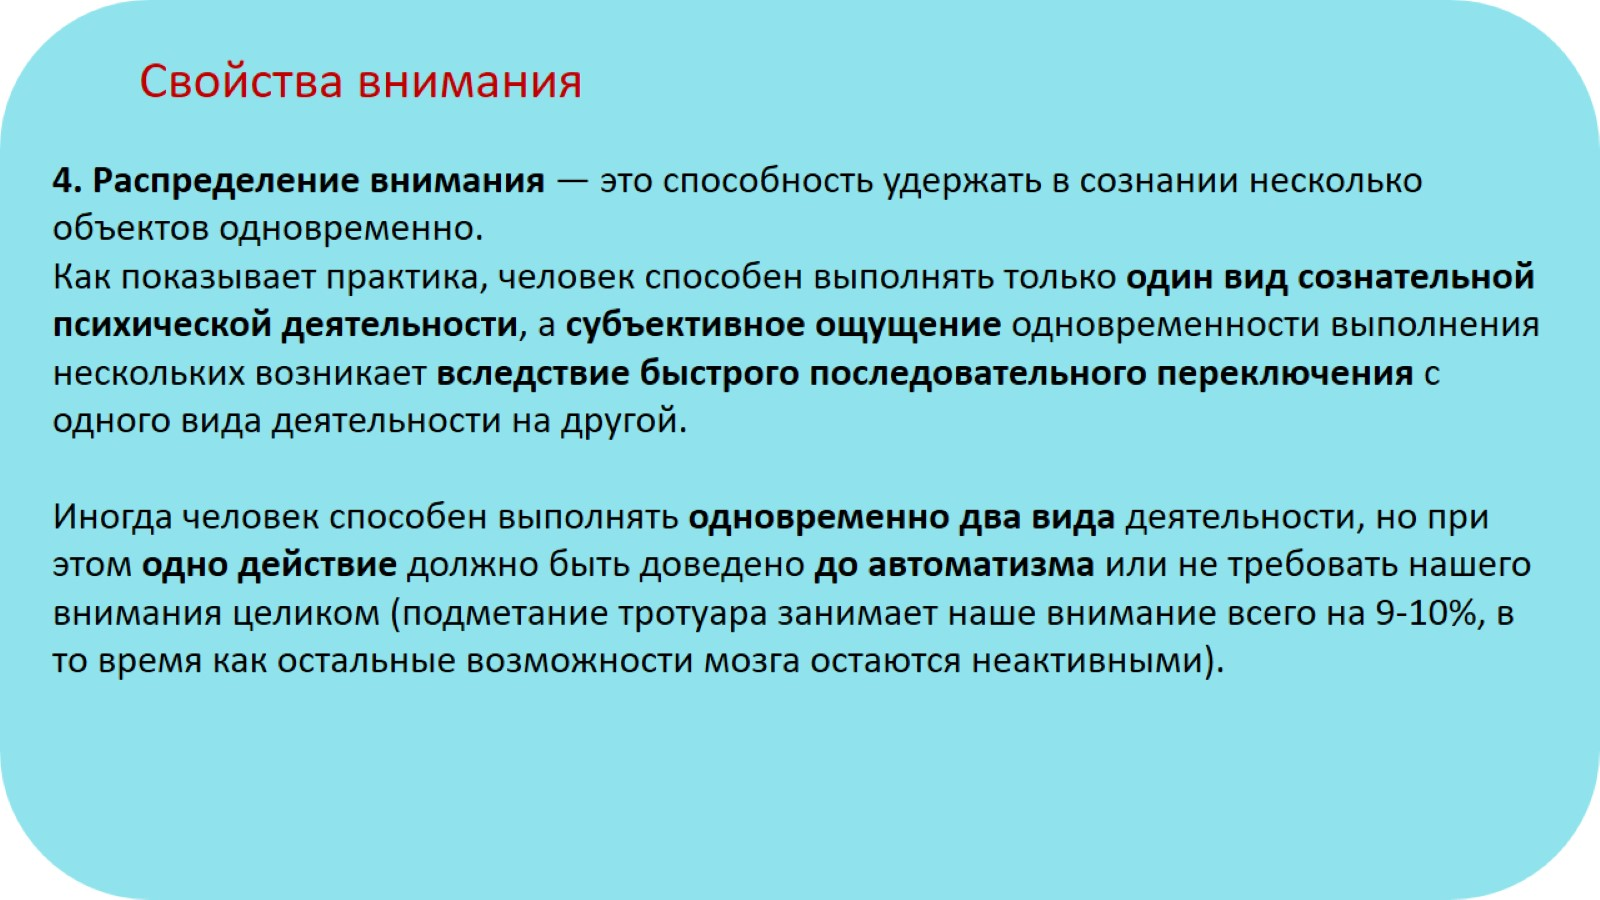 Свойства внимания
4. Распределение внимания — это способность удержать в сознании несколько
объектов одновременно.
Как показывает практика, человек способен выполнять только один вид сознательной
психической деятельности, а субъективное ощущение одновременности выполнения
нескольких возникает вследствие быстрого последовательного переключения с
одного вида деятельности на другой.
Иногда человек способен выполнять одновременно два вида деятельности, но при
этом одно действие должно быть доведено до автоматизма или не требовать нашего
внимания целиком (подметание тротуара занимает наше внимание всего на 9-10%, в
то время как остальные возможности мозга остаются неактивными).